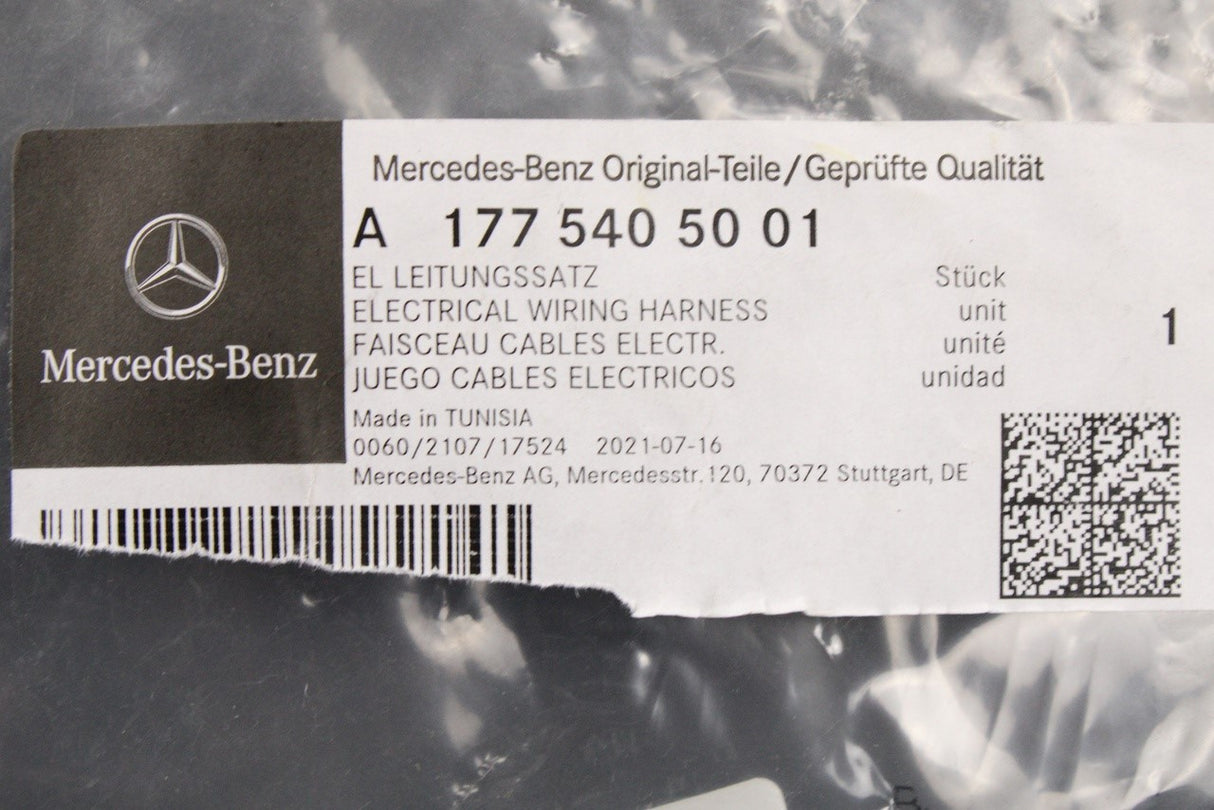 Mercedes-Benz Original-Teile/Geprüfte Qualität
A 177 540 50 01
EL LEITUNGSSATZ Stück
ELECTRICAL WIRING HARNESS unit 1
FAISCEAU CABLES ELECTR. unité
JUEGO CABLES ELECTRICOS unidad
Made in TUNISIA
0060/2107/17524 2021-07-16
Mercedes-Benz AG, Mercedesstr.120, 70372 Stuttgart, DE
Mercedes-Benz